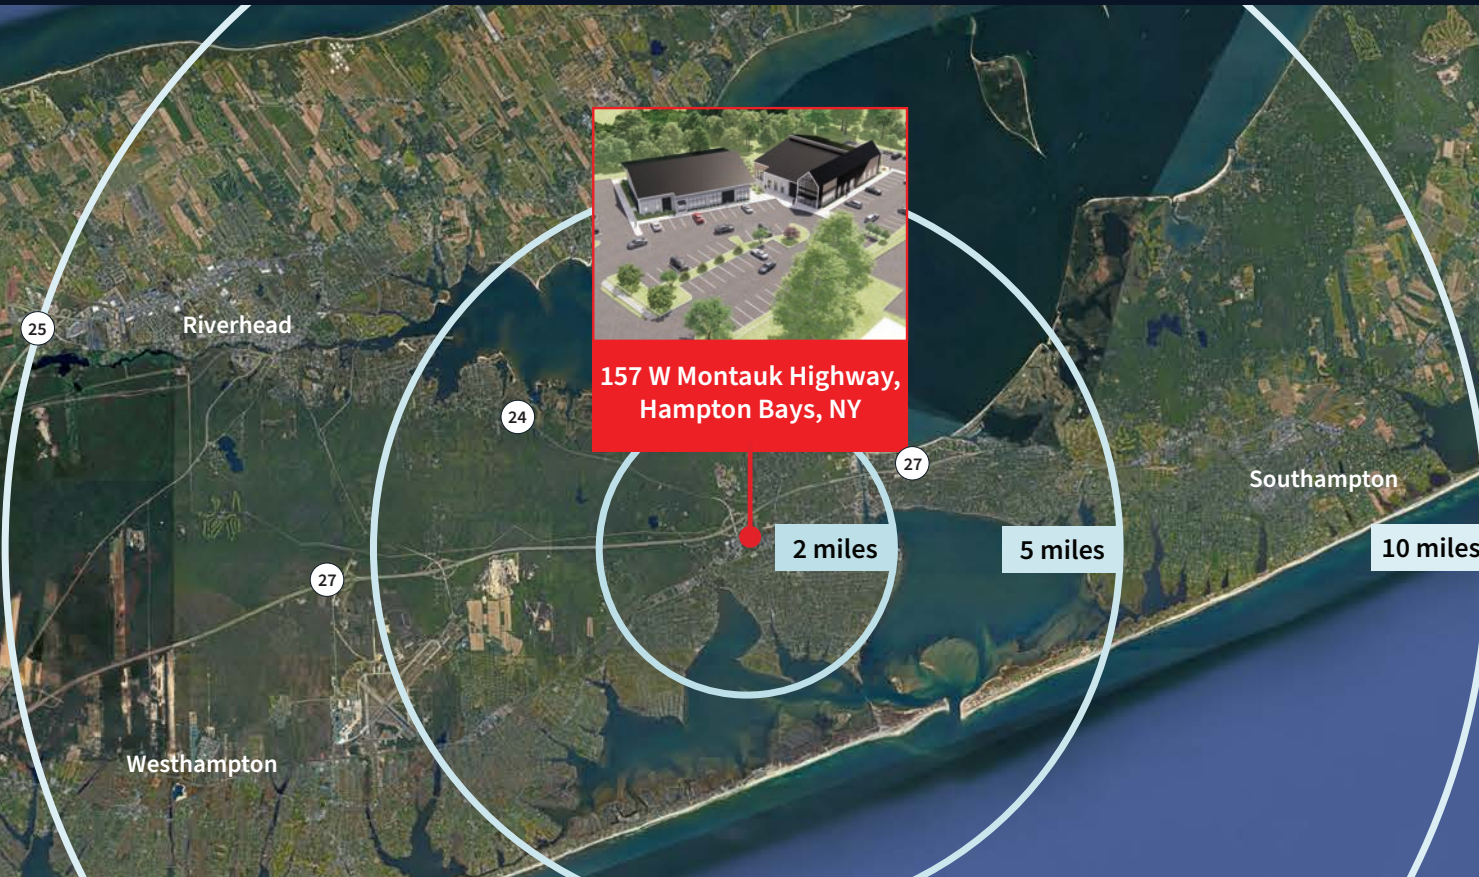 25
Riverhead
24
157 W Montauk Highway,
Hampton Bays, NY
27
Southampton
2 miles
5 miles
10 miles
27
Westhampton